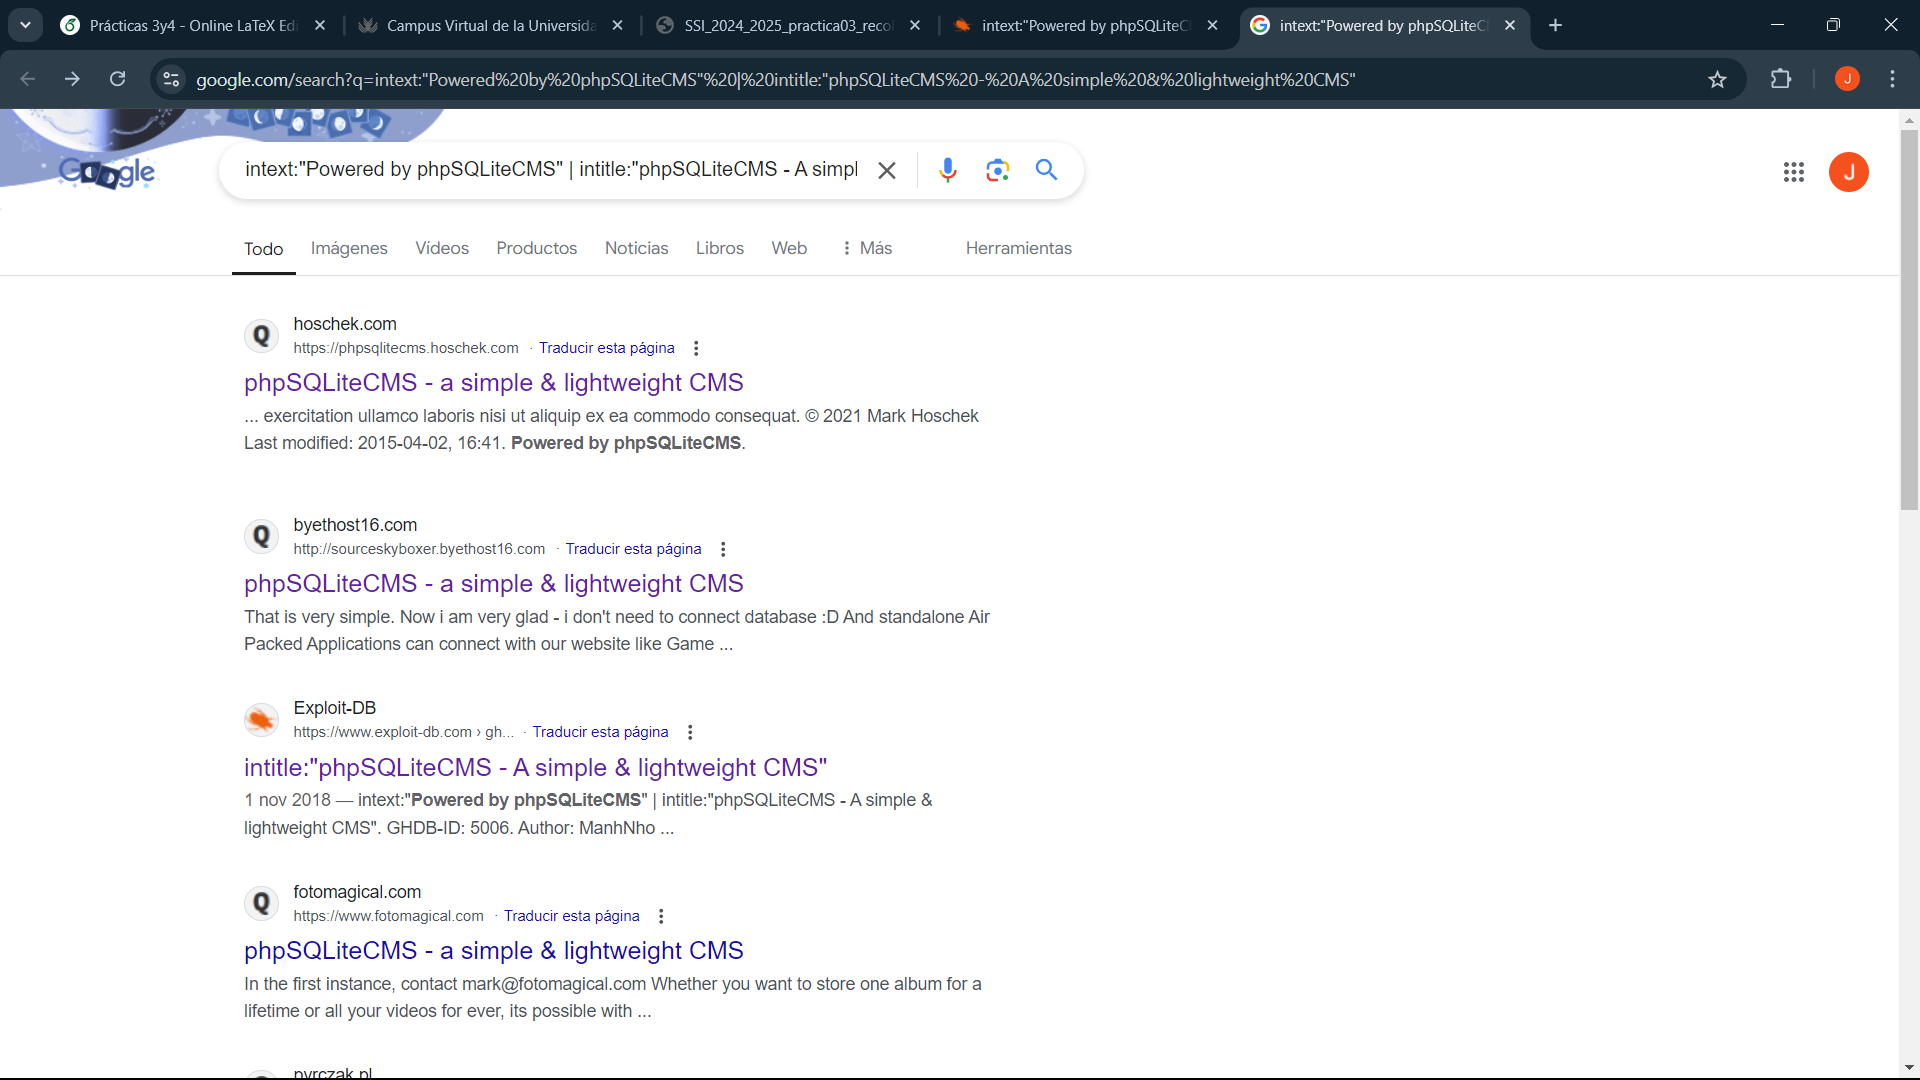 Prácticas 3y4 - Online LaTeX Edi
Campus Virtual de la Universida
SSI_2024_2025_practica03_reco
intext:"Powered by phpSQLiteC
intext:"Powered by phpSQLiteC
google.com/search?q=intext:"Powered%20by%20phpSQLiteCMS"%20|%20intitle:"phpSQLiteCMS%20-%20A%20simple%20&%20lightweight%20CMS"
J
Google
intext:"Powered by phpSQLiteCMS" | intitle:"phpSQLiteCMS - A simpl
J
Todo Imágenes Vídeos Productos Noticias Libros Web Más Herramientas
hoschek.com
https://phpsqlitecms.hoschek.com · Traducir esta página
phpSQLiteCMS - a simple & lightweight CMS
... exercitation ullamco laboris nisi ut aliquip ex ea commodo consequat. © 2021 Mark Hoschek
Last modified: 2015-04-02, 16:41. Powered by phpSQLiteCMS.
byethost16.com
http://sourceskyboxer.byethost16.com · Traducir esta página
phpSQLiteCMS - a simple & lightweight CMS
That is very simple. Now i am very glad - i don't need to connect database :D And standalone Air
Packed Applications can connect with our website like Game ...
Exploit-DB
https://www.exploit-db.com › gh... · Traducir esta página
intitle:"phpSQLiteCMS - A simple & lightweight CMS"
1 nov 2018 — intext:"Powered by phpSQLiteCMS" | intitle:"phpSQLiteCMS - A simple &
lightweight CMS". GHDB-ID: 5006. Author: ManhNho ...
fotomagical.com
https://www.fotomagical.com · Traducir esta página
phpSQLiteCMS - a simple & lightweight CMS
In the first instance, contact mark@fotomagical.com Whether you want to store one album for a
lifetime or all your videos for ever, its possible with ...
pyrczak.pl